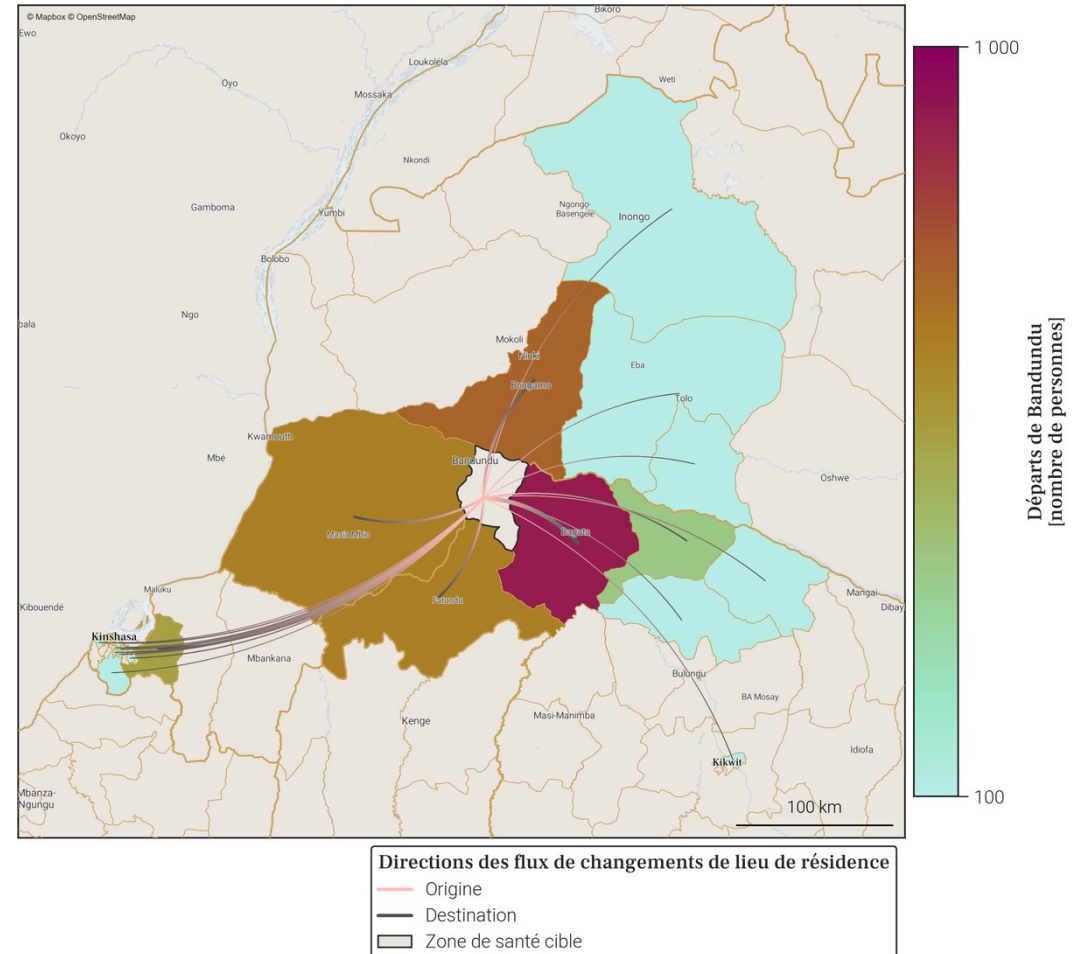 © Mapbox © OpenStreetMap
Bikoro
Ewo
Loukoléla
Oyo
Weti
Mossaka
Okoyo
Nkondi
Gamboma
Yumbi
Ngongo-
Basengele
Inongo
Bolobo
Ngo
bala
Mokoli
Nioki
Eba
Bongamo
Tolo
Kwamouth
Mbé
Bandundu
Oshwe
Masia-Mbio
Bagata
Maluku
Fatundu
Mangai
Kibouendé
Dibay
Kinshasa
Mbankana
Bulungu
BA Mosay
Kenge
Masi-Manimba
Idiofa
Kikwit
Mbanza-
Ngungu
100 km
1 000
100
Départs de Bandundu
[nombre de personnes]
Directions des flux de changements de lieu de résidence
Origine
Destination
Zone de santé cible